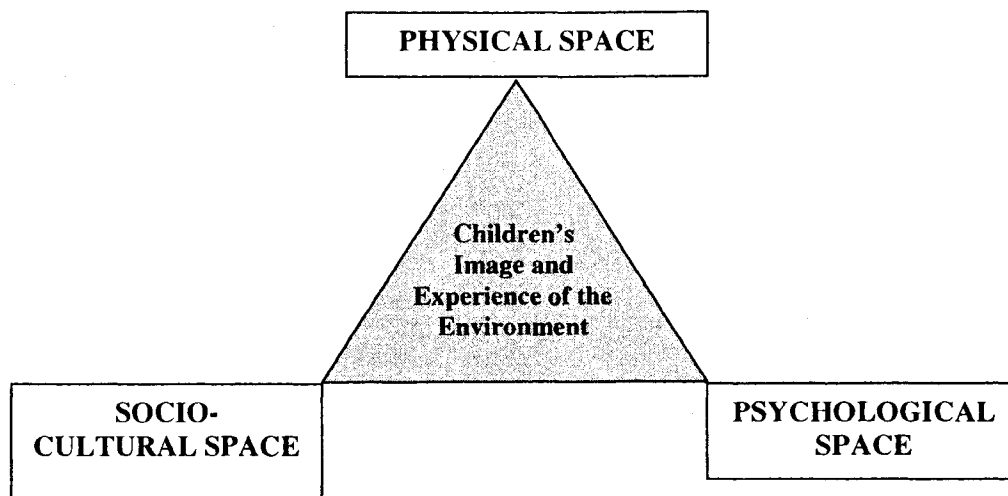 PHYSICAL SPACE
Children's
Image and
Experience of the
Environment
SOCIO-
CULTURAL SPACE
PSYCHOLOGICAL
SPACE